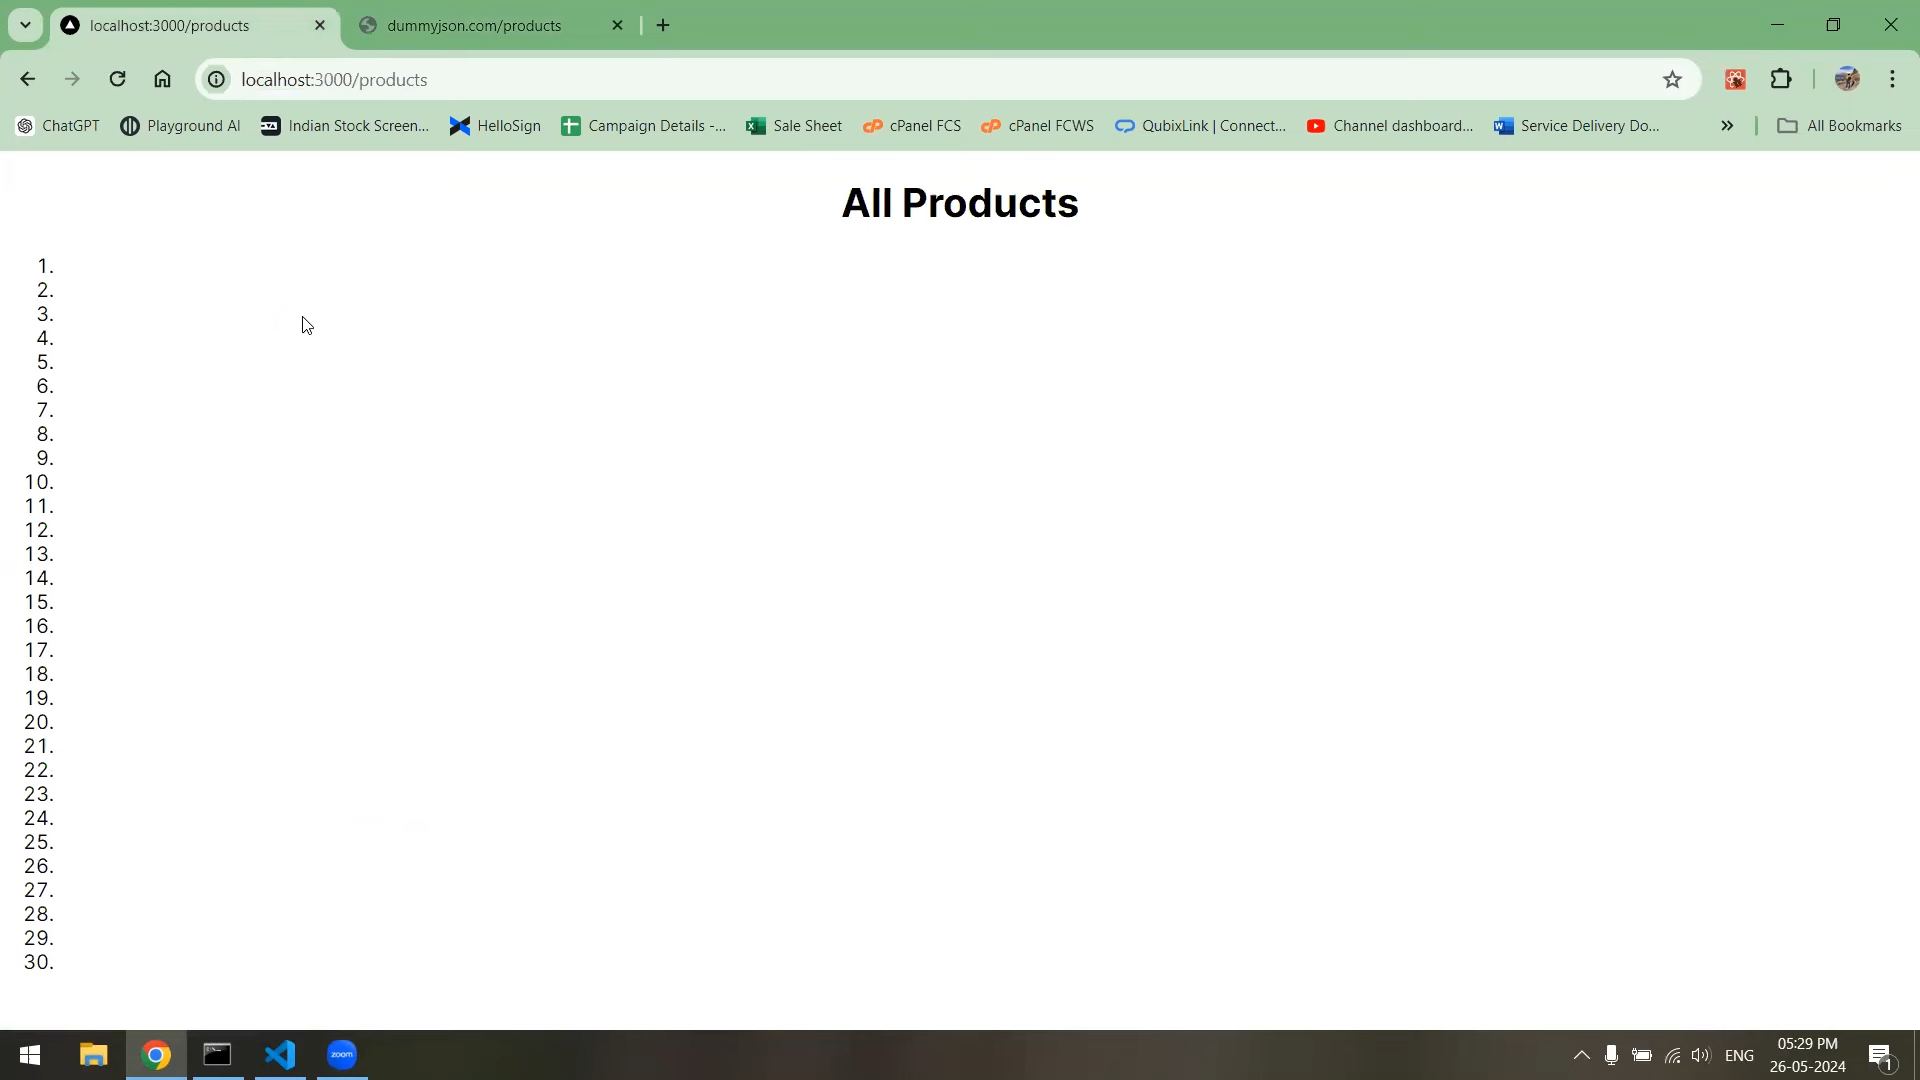 localhost:3000/products
dummyjson.com/products
localhost:3000/products
ChatGPT
Playground AI
Indian Stock Screen...
HelloSign
Campaign Details -...
Sale Sheet
cPanel FCS
cPanel FCWS
QubixLink | Connect...
Channel dashboard...
Service Delivery Do...
All Bookmarks
All Products
1.
2.
3.
4.
5.
6.
7.
8.
9.
10.
11.
12.
13.
14.
15.
16.
17.
18.
19.
20.
21.
22.
23.
24.
25.
26.
27.
28.
29.
30.
zoom
ENG
05:29 PM
26-05-2024
1